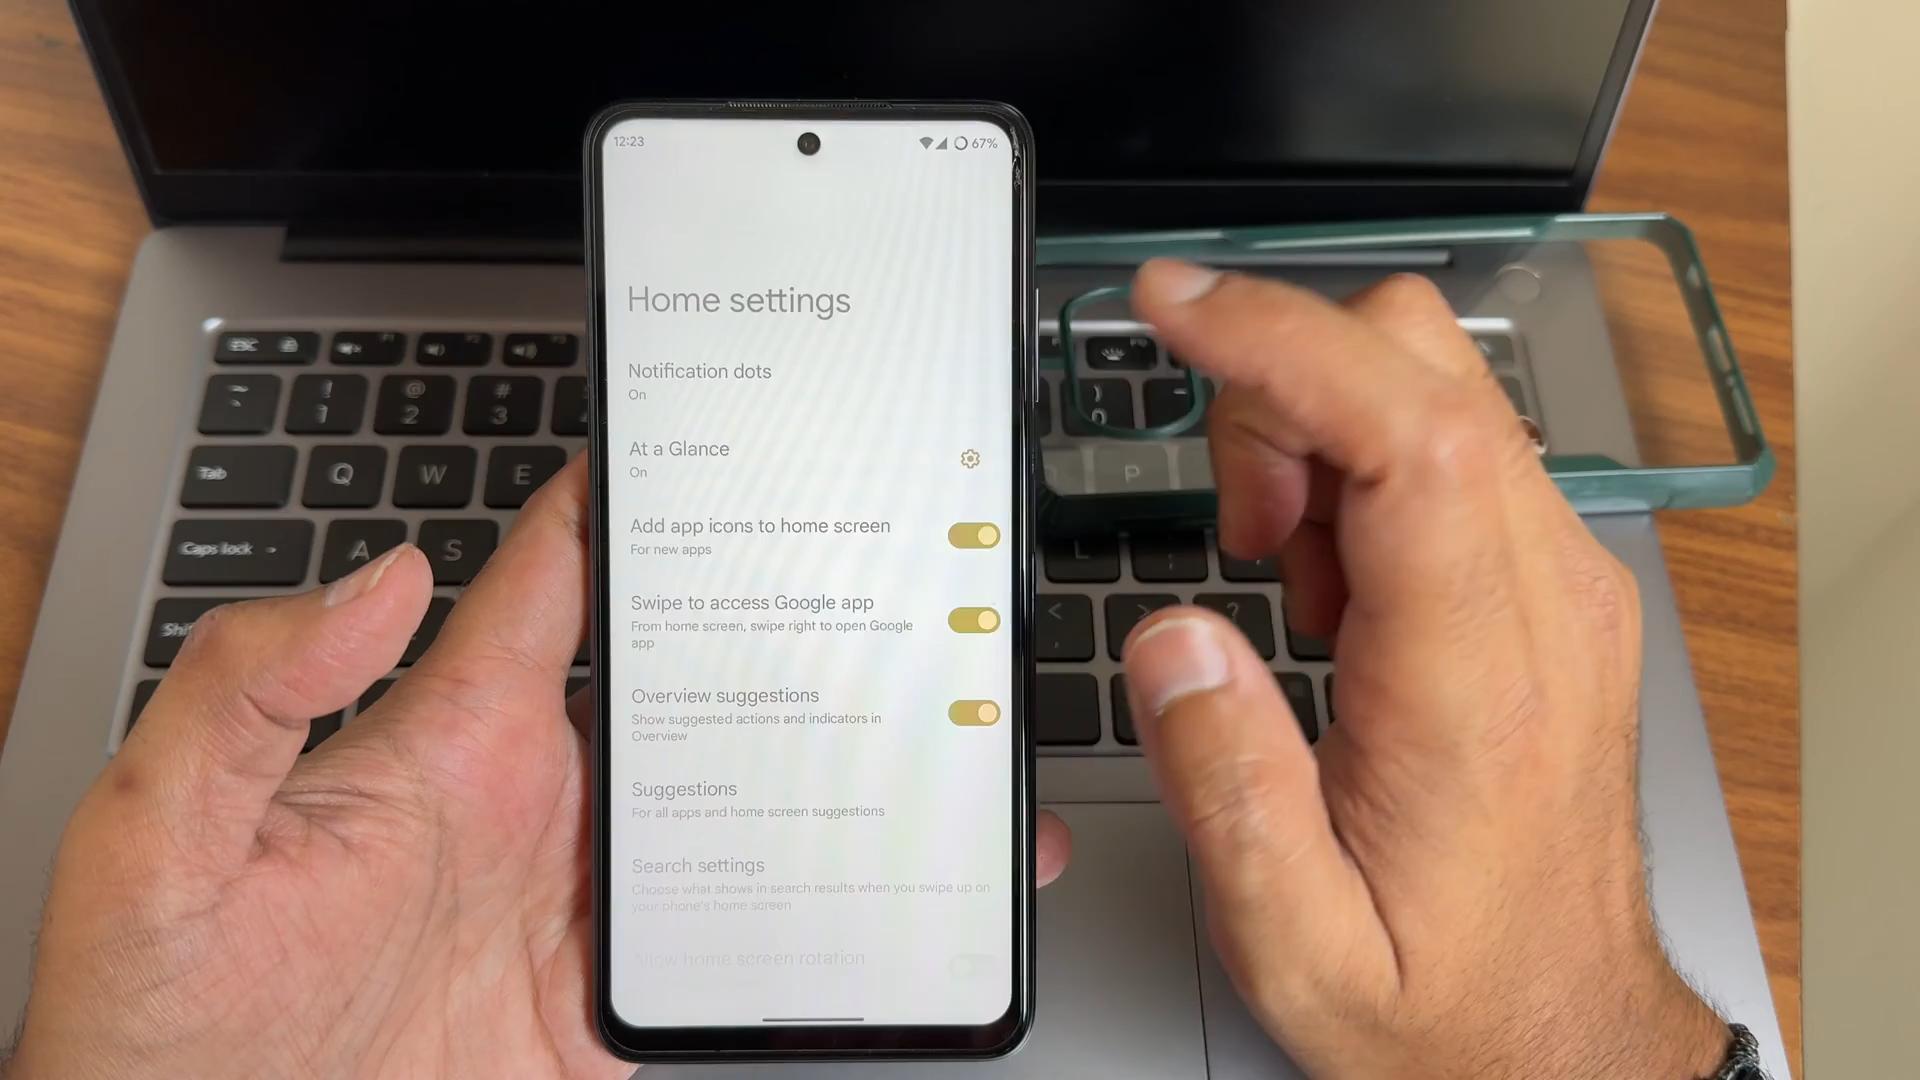 12:23
67%
Home settings
Notification dots
On
At a Glance
On
Add app icons to home screen
For new apps
Swipe to access Google app
From home screen, swipe right to open Google
app
Overview suggestions
Show suggested actions and indicators in
Overview
Suggestions
For all apps and home screen suggestions
Search settings
Choose what shows in search results when you swipe up on
your phone's home screen
Allow home screen rotation
ESC
! @ #
1 2 3
) 0
Tab Q W E P
Caps lock A S L
< > ?